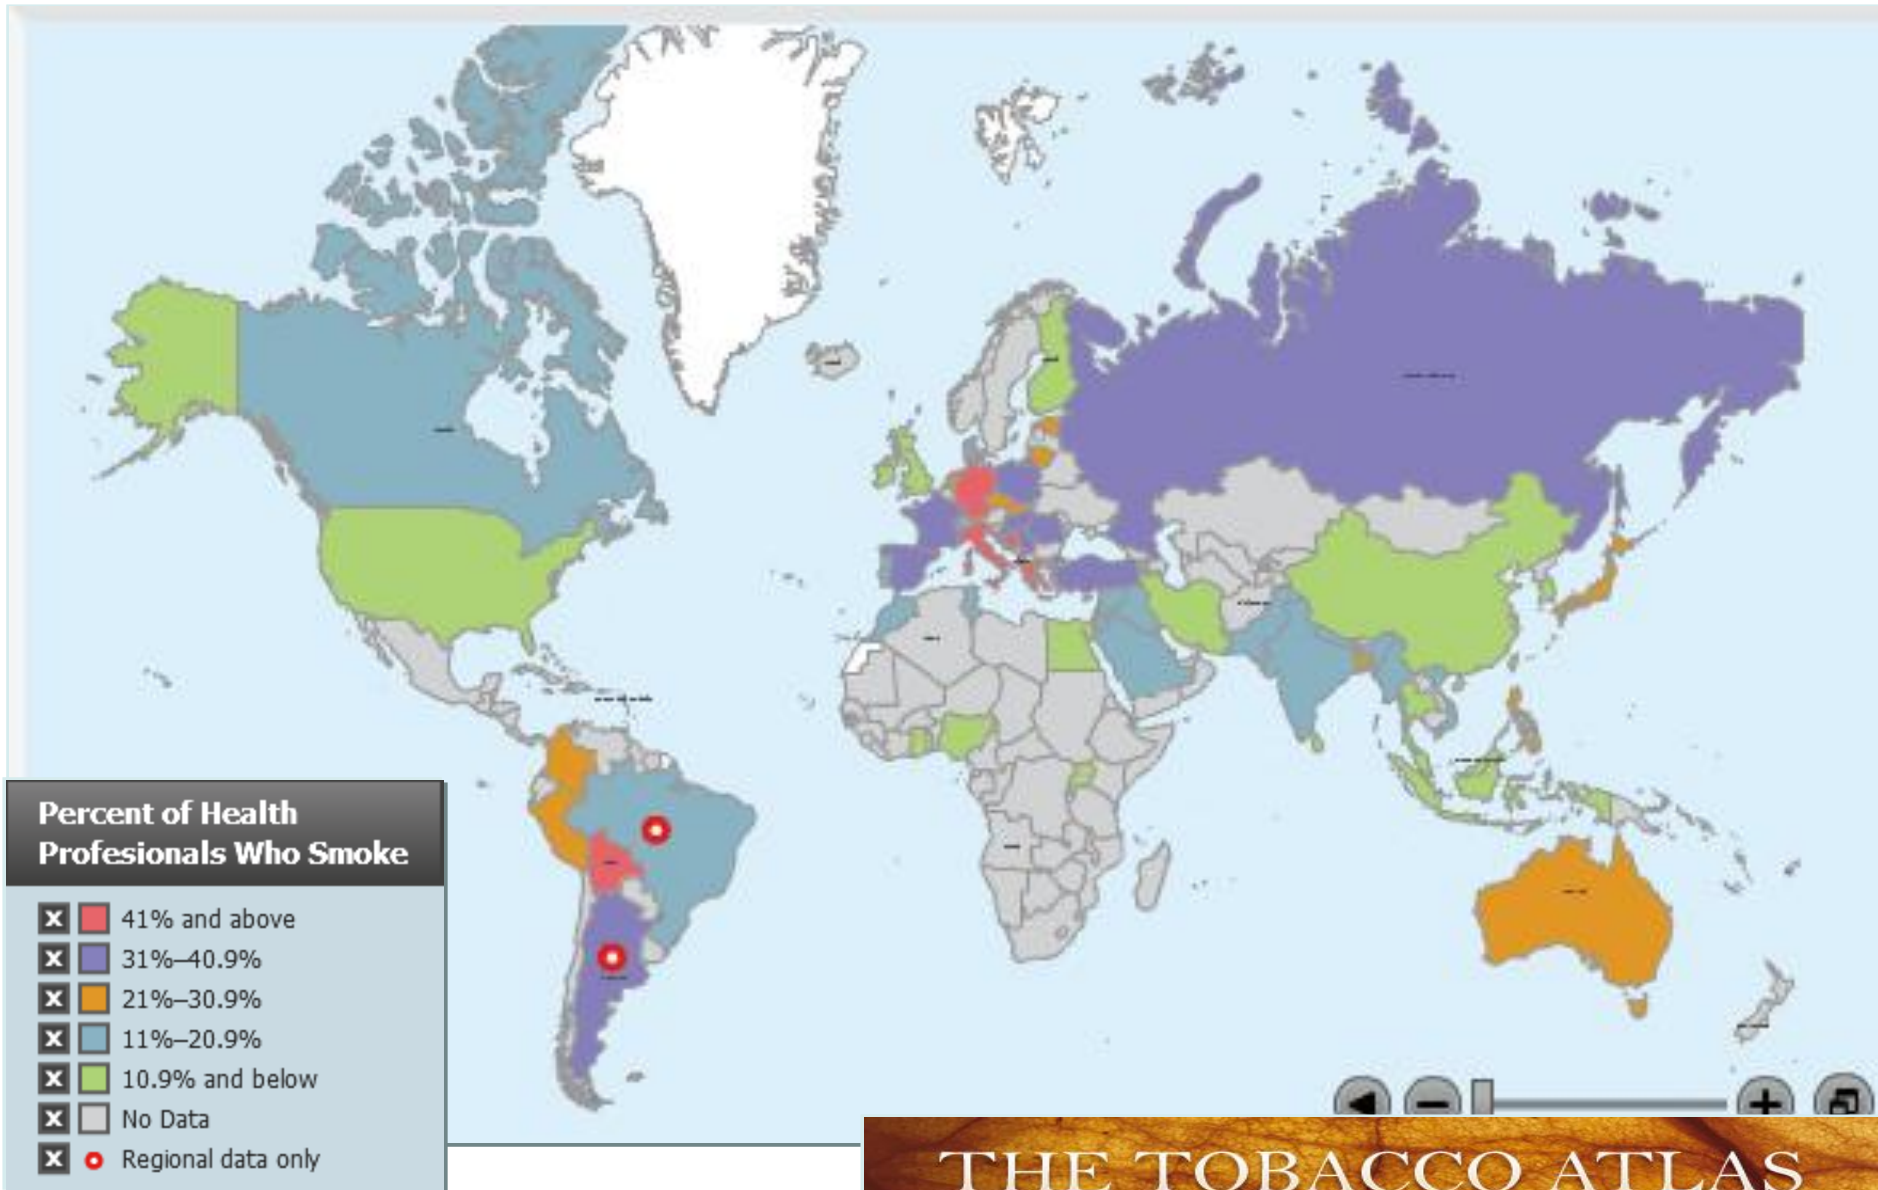 Percent of Health
Profesionals Who Smoke
X 41% and above
X 31%–40.9%
X 21%–30.9%
X 11%–20.9%
X 10.9% and below
X No Data
X Regional data only
THE TOBACCO ATLAS